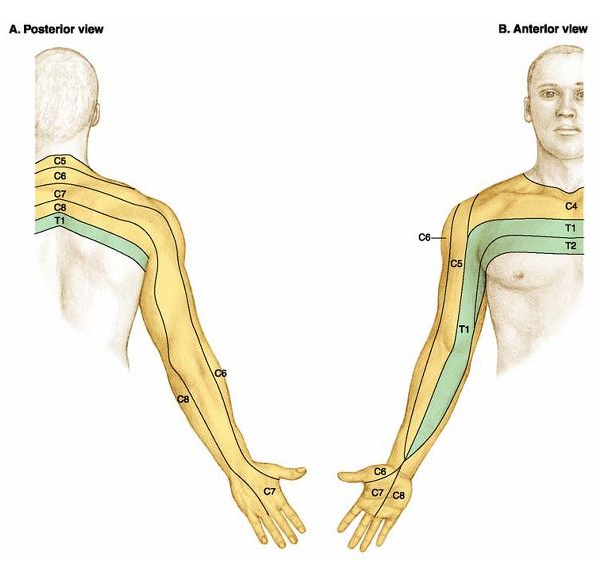 A. Posterior view
C5
C6
C7
C8
T1
C6
C8
C7
B. Anterior view
C4
T1
T2
C6
C5
T1
C6
C7
C8